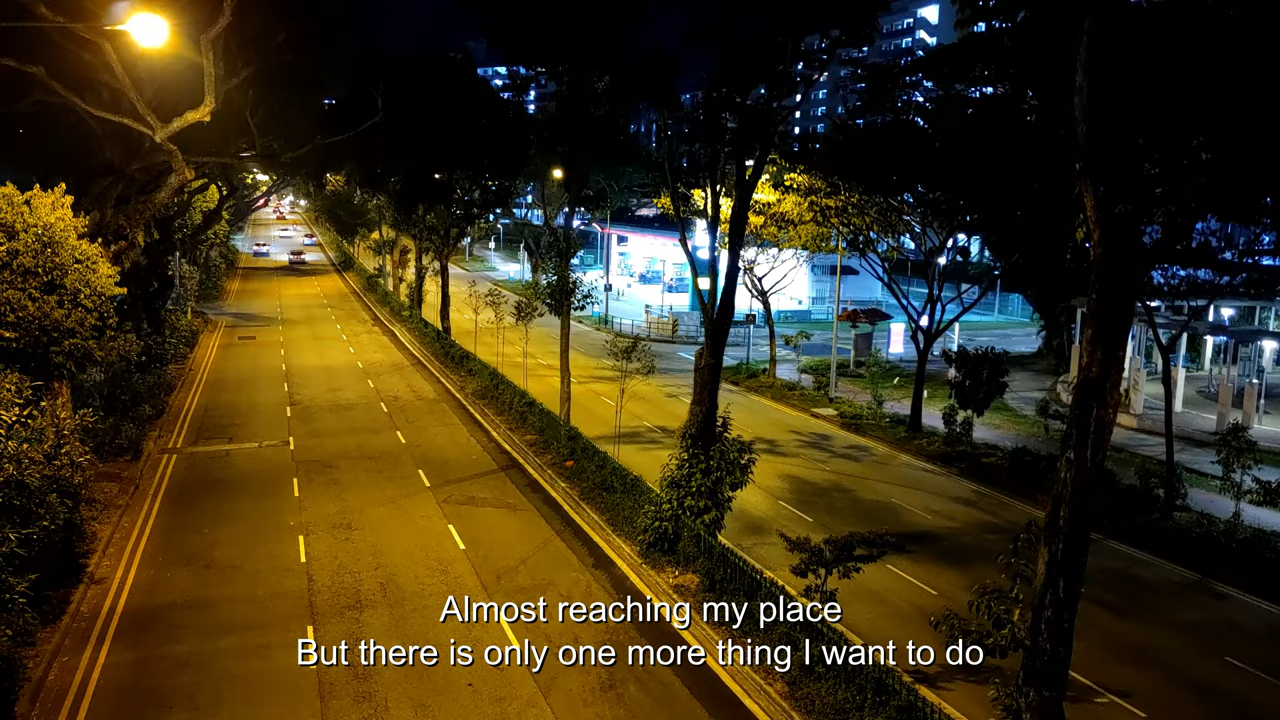 Almost reaching my place
But there is only one more thing I want to do